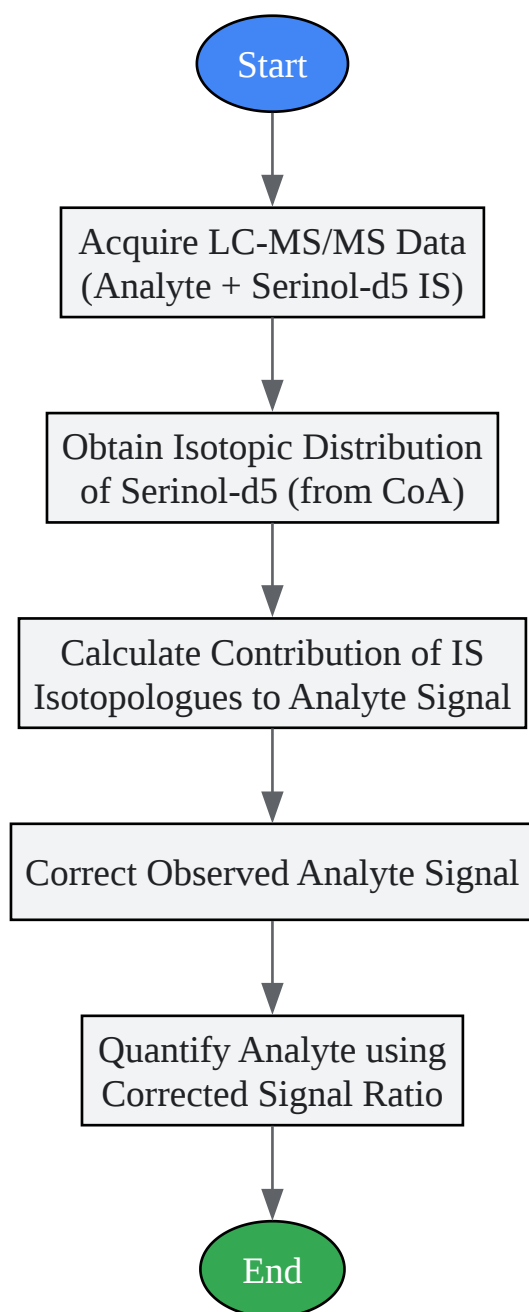 Start
Acquire LC-MS/MS Data
(Analyte + Serinol-d5 IS)
Obtain Isotopic Distribution
of Serinol-d5 (from CoA)
Calculate Contribution of IS
Isotopologues to Analyte Signal
Correct Observed Analyte Signal
Quantify Analyte using
Corrected Signal Ratio
End